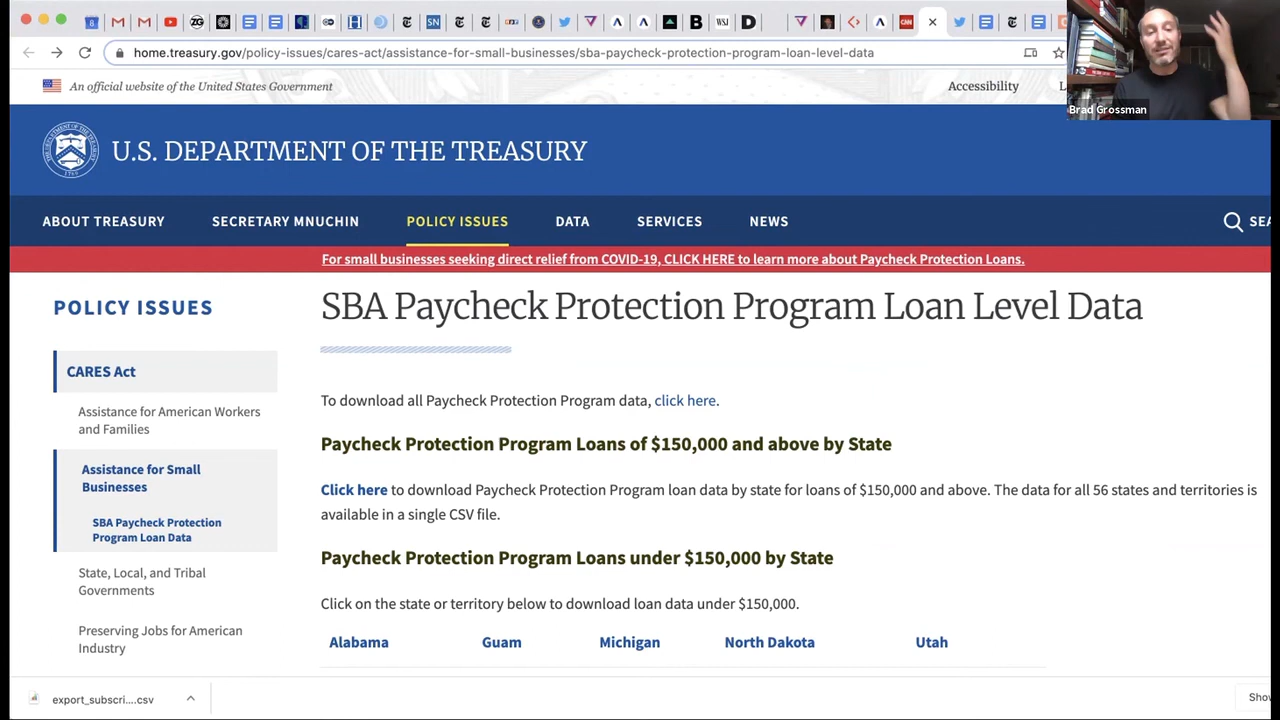 home.treasury.gov/policy-issues/cares-act/assistance-for-small-businesses/sba-paycheck-protection-program-loan-level-data
An official website of the United States Government
Accessibility
Brad Grossman
U.S. DEPARTMENT OF THE TREASURY
ABOUT TREASURY SECRETARY MNUCHIN POLICY ISSUES DATA SERVICES NEWS SEA
For small businesses seeking direct relief from COVID-19, CLICK HERE to learn more about Paycheck Protection Loans.
POLICY ISSUES
SBA Paycheck Protection Program Loan Level Data
CARES Act
Assistance for American Workers
and Families
Assistance for Small
Businesses
SBA Paycheck Protection
Program Loan Data
State, Local, and Tribal
Governments
Preserving Jobs for American
Industry
To download all Paycheck Protection Program data, click here.
Paycheck Protection Program Loans of $150,000 and above by State
Click here to download Paycheck Protection Program loan data by state for loans of $150,000 and above. The data for all 56 states and territories is
available in a single CSV file.
Paycheck Protection Program Loans under $150,000 by State
Click on the state or territory below to download loan data under $150,000.
Alabama Guam Michigan North Dakota Utah
export_subscri....csv
Show